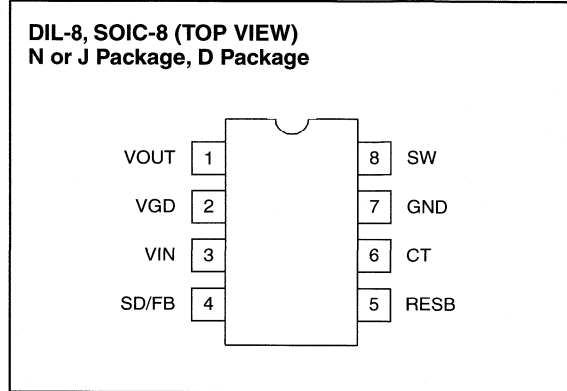 DIL-8, SOIC-8 (TOP VIEW)
N or J Package, D Package
VOUT 1 8 SW
VGD 2 7 GND
VIN 3 6 CT
SD/FB 4 5 RESB